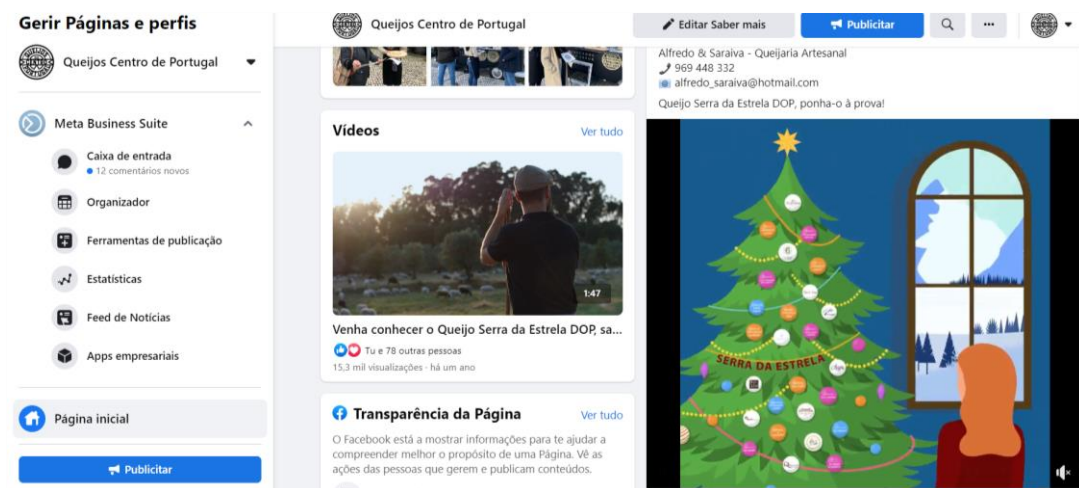 Gerir Páginas e perfis
Queijos Centro de Portugal
Meta Business Suite
Caixa de entrada
12 comentários novos
Organizador
Ferramentas de publicação
Estatísticas
Feed de Notícias
Apps empresariais
Página inicial
Publicitar
Queijos Centro de Portugal
Editar Saber mais
Publicitar
Vídeos
Ver tudo
1:47
Venha conhecer o Queijo Serra da Estrela DOP, sa...
Tu e 78 outras pessoas
15,3 mil visualizações · há um ano
Transparência da Página
Ver tudo
O Facebook está a mostrar informações para te ajudar a
compreender melhor o propósito de uma Página. Vê as
ações das pessoas que gerem e publicam conteúdos.
Alfredo & Saraiva - Queijaria Artesanal
969 448 332
alfredo_saraiva@hotmail.com
Queijo Serra da Estrela DOP, ponha-o à prova!
SERRA DA ESTRELA